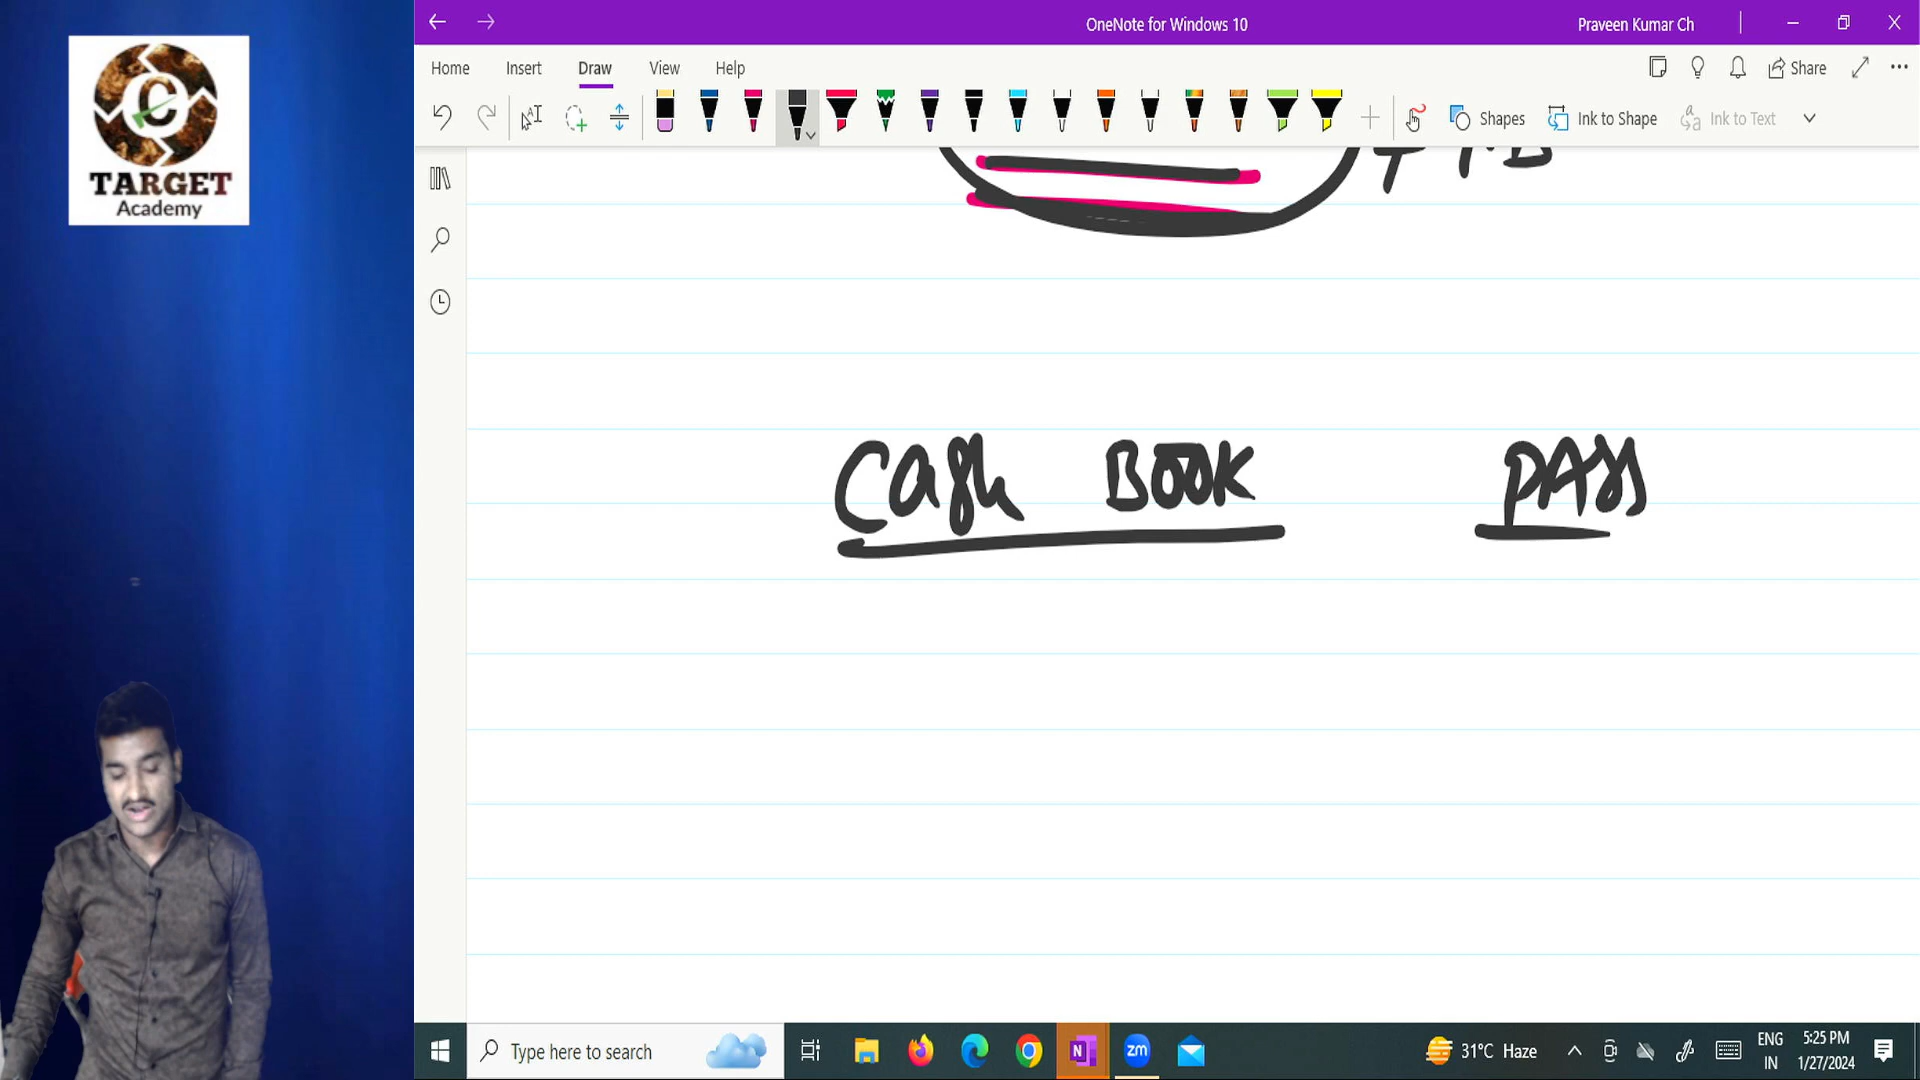 OneNote for Windows 10
Praveen Kumar Ch
TARGET
Academy
Home Insert Draw View Help
Share
Shapes
Ink to Shape
Ink to Text
Cash BOOK PASS
Type here to search
31°C Haze
ENG
IN
5:25 PM
1/27/2024